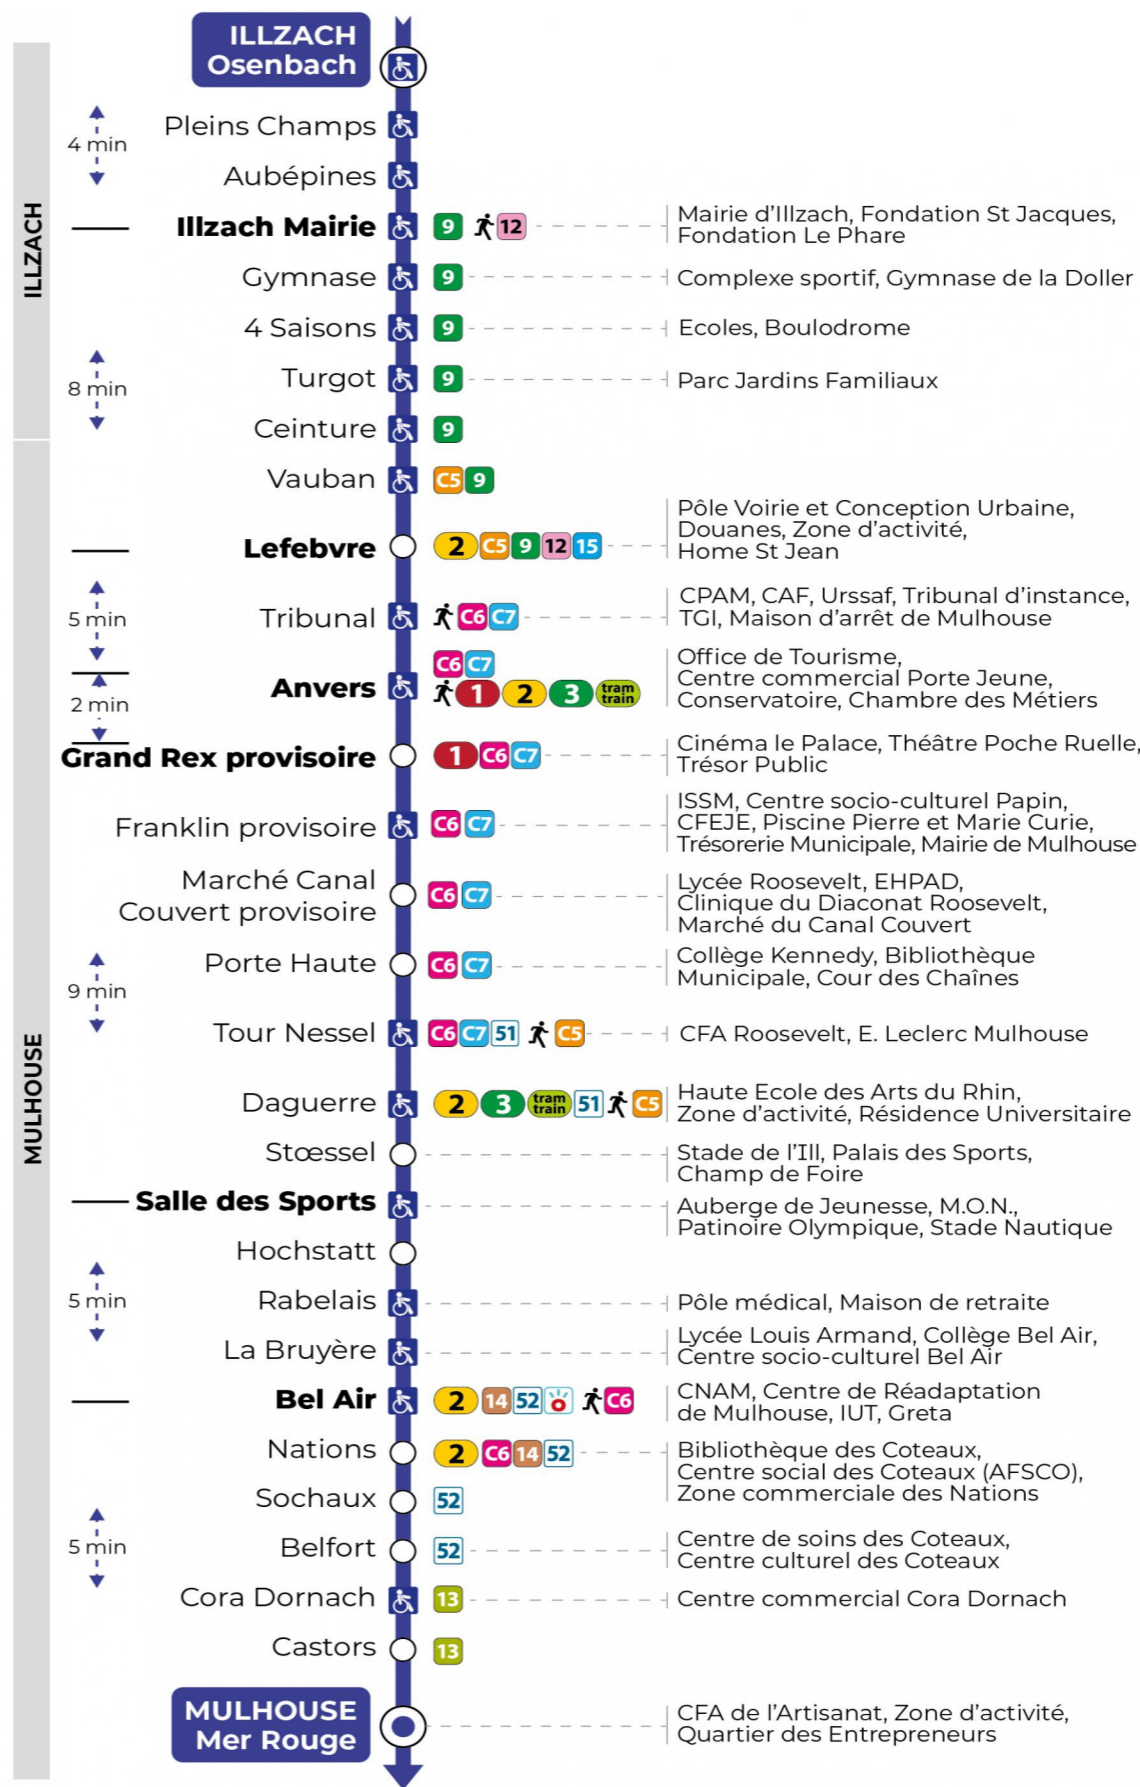 ILLZACH
Osenbach
ILLZACH
4 min
Pleins Champs
Aubépines
Illzach Mairie 9 12 Mairie d'Illzach, Fondation St Jacques,
Fondation Le Phare
Gymnase 9 Complexe sportif, Gymnase de la Doller
4 Saisons 9 Ecoles, Boulodrome
8 min
Turgot 9 Parc Jardins Familiaux
Ceinture 9
MULHOUSE
Vauban C5 9
Lefebvre 2 C5 9 12 15 Pôle Voirie et Conception Urbaine,
Douanes, Zone d'activité,
Home St Jean
5 min
Tribunal C6 C7 CPAM, CAF, Urssaf, Tribunal d'instance,
TGI, Maison d'arrêt de Mulhouse
Anvers C6 C7
1 2 3 tram train
Office de Tourisme,
Centre commercial Porte Jeune,
Conservatoire, Chambre des Métiers
2 min
Grand Rex provisoire 1 C6 C7 Cinéma le Palace, Théâtre Poche Ruelle,
Trésor Public
Franklin provisoire C6 C7 ISSM, Centre socio-culturel Papin,
CFEJE, Piscine Pierre et Marie Curie,
Trésorerie Municipale, Mairie de Mulhouse
Marché Canal
Couvert provisoire C6 C7 Lycée Roosevelt, EHPAD,
Clinique du Diaconat Roosevelt,
Marché du Canal Couvert
9 min
Porte Haute C6 C7 Collège Kennedy, Bibliothèque
Municipale, Cour des Chaînes
Tour Nessel C6 C7 51 C5 CFA Roosevelt, E. Leclerc Mulhouse
Daguerre 2 3 tram train 51 C5 Haute Ecole des Arts du Rhin,
Zone d'activité, Résidence Universitaire
Stœssel Stade de l'Ill, Palais des Sports,
Champ de Foire
Salle des Sports Auberge de Jeunesse, M.O.N.,
Patinoire Olympique, Stade Nautique
Hochstatt
5 min
Rabelais Pôle médical, Maison de retraite
La Bruyère Lycée Louis Armand, Collège Bel Air,
Centre socio-culturel Bel Air
Bel Air 2 14 52 C6 CNAM, Centre de Réadaptation
de Mulhouse, IUT, Greta
Nations 2 C6 14 52 Bibliothèque des Coteaux,
Centre social des Coteaux (AFSCO),
Zone commerciale des Nations
Sochaux 52
5 min
Belfort 52 Centre de soins des Coteaux,
Centre culturel des Coteaux
Cora Dornach 13 Centre commercial Cora Dornach
Castors 13
MULHOUSE
Mer Rouge
CFA de l'Artisanat, Zone d'activité,
Quartier des Entrepreneurs